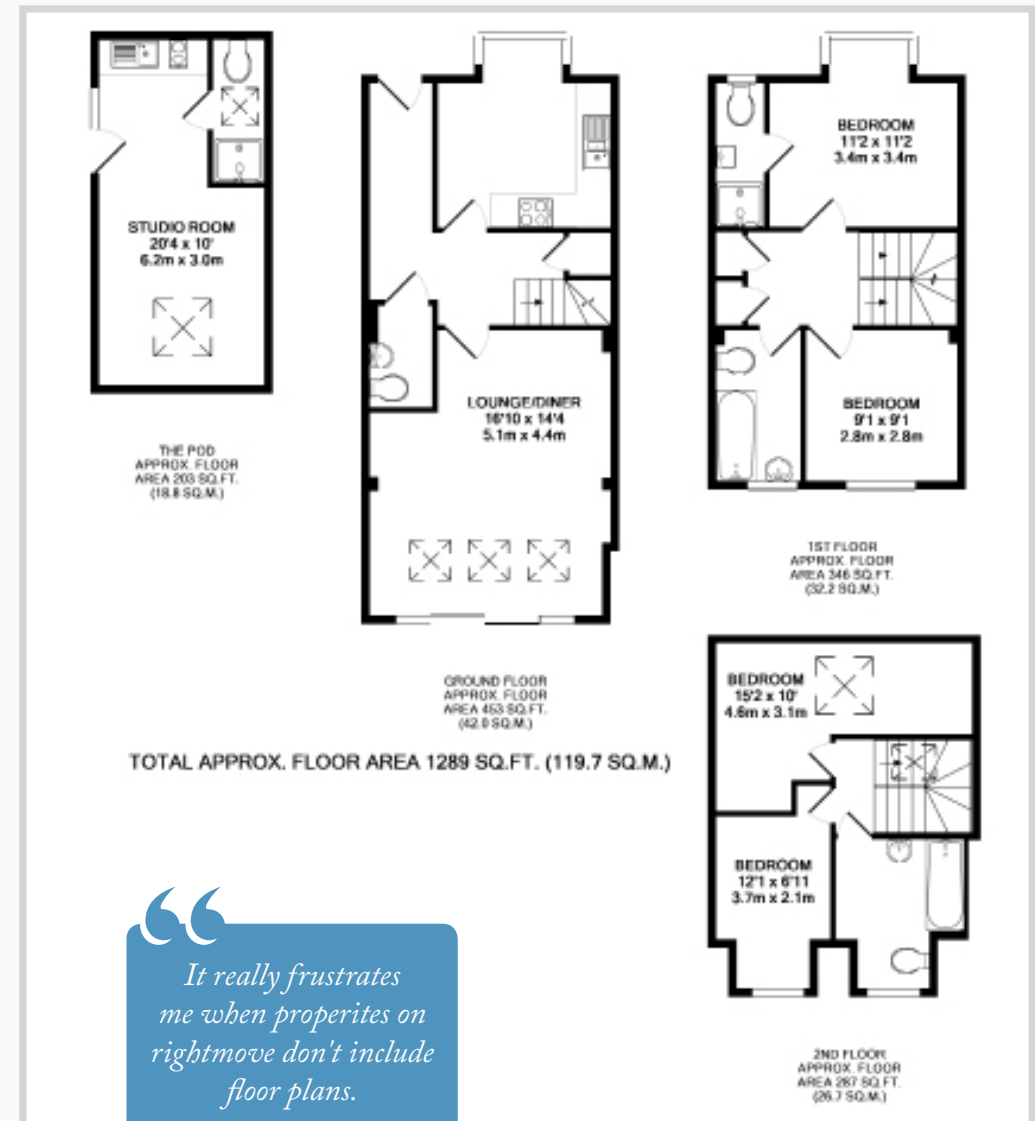 STUDIO ROOM
20'4 x 10'
6.2m x 3.0m
THE POD
APPROX. FLOOR
AREA 203 SQ.FT.
(18.8 SQ.M.)
LOUNGE/DINER
16'10 x 14'4
5.1m x 4.4m
GROUND FLOOR
APPROX. FLOOR
AREA 453 SQ.FT.
(42.0 SQ.M.)
BEDROOM
11'2 x 11'2
3.4m x 3.4m
BEDROOM
9'1 x 9'1
2.8m x 2.8m
1ST FLOOR
APPROX. FLOOR
AREA 346 SQ.FT.
(32.2 SQ.M.)
BEDROOM
15'2 x 10'
4.6m x 3.1m
BEDROOM
12'1 x 6'11
3.7m x 2.1m
2ND FLOOR
APPROX. FLOOR
AREA 287 SQ.FT.
(26.7 SQ.M.)
TOTAL APPROX. FLOOR AREA 1289 SQ.FT. (119.7 SQ.M.)
“
It really frustrates
me when properites on
rightmove don't include
floor plans.